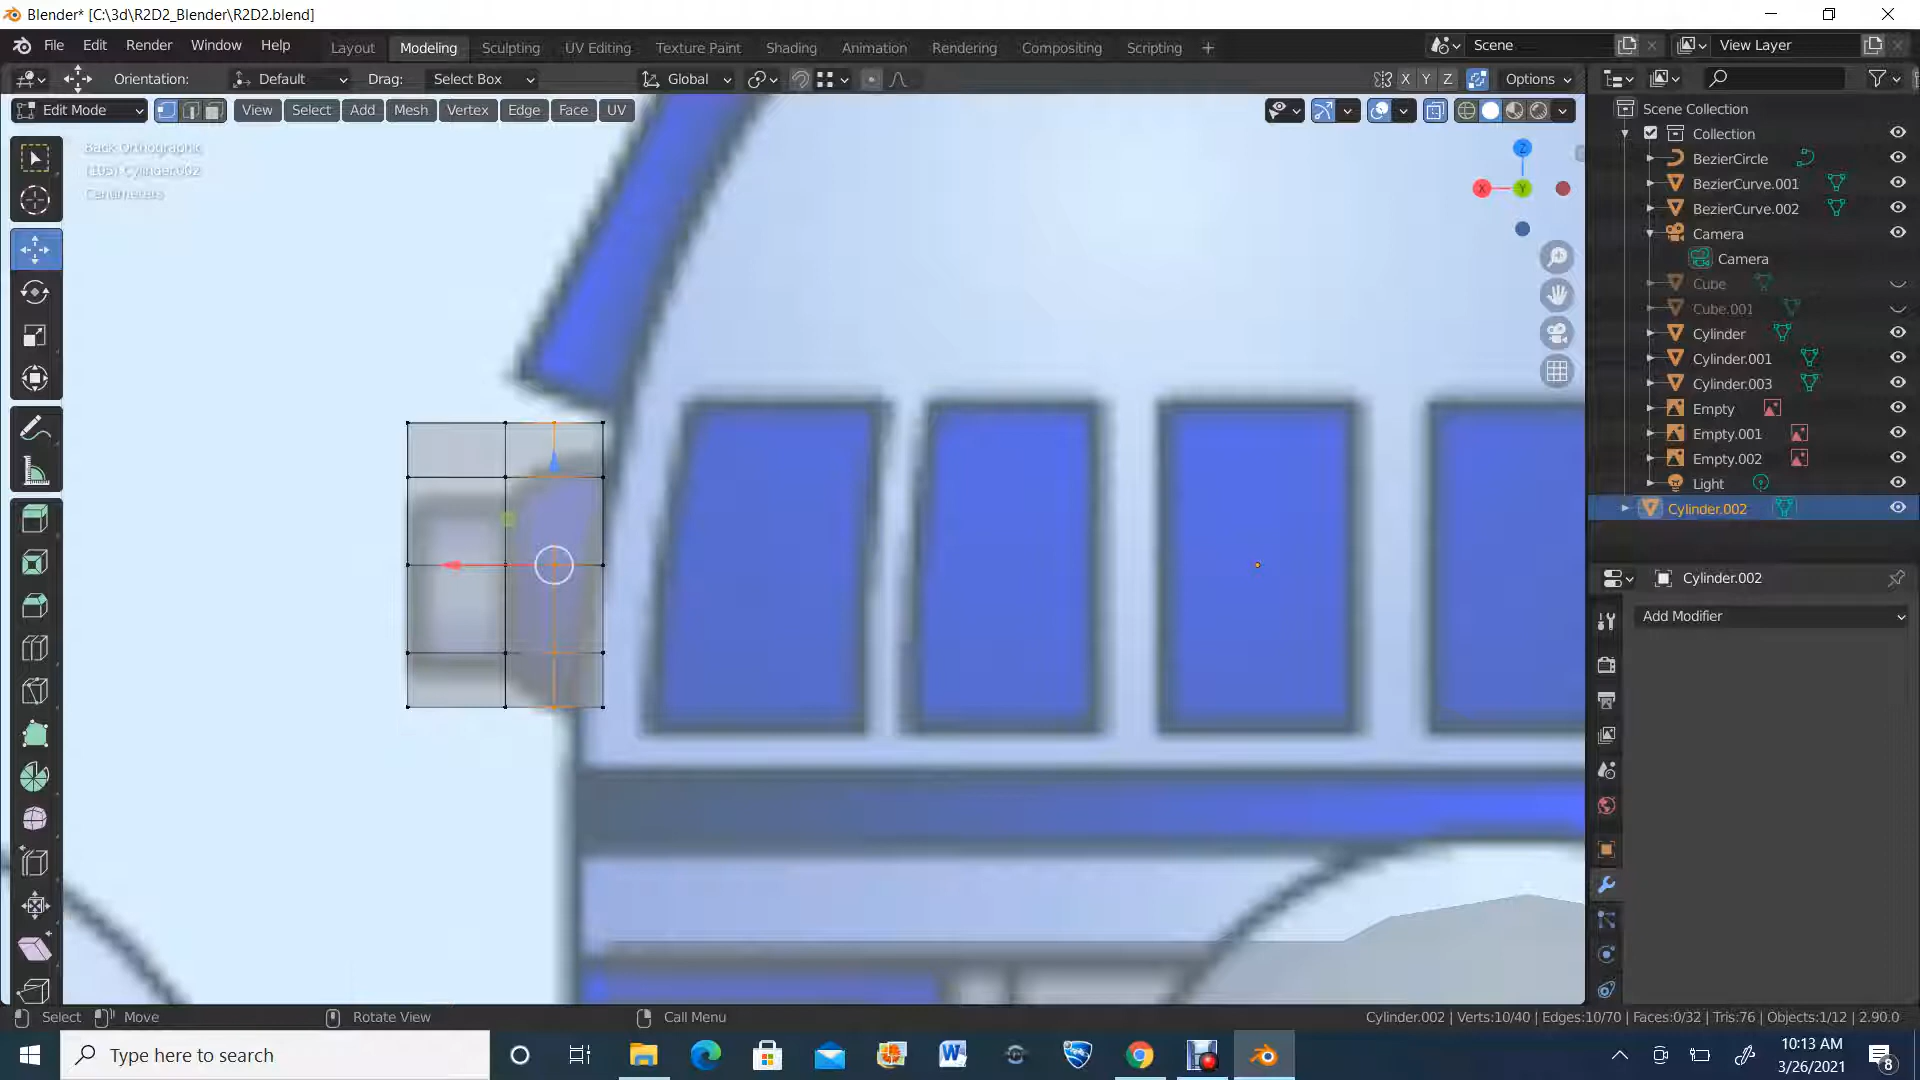 Blender* [C:\3d\R2D2_Blender\R2D2.blend]
File Edit Render Window Help Layout Modeling Sculpting UV Editing Texture Paint Shading Animation Rendering Compositing Scripting + Scene View Layer
Orientation: Default Drag: Select Box Global X Y Z Options
Edit Mode View Select Add Mesh Vertex Edge Face UV
Back Orthographic
(105) Cylinder.002
Centimeters
Z
X
Y
Scene Collection
Collection
BezierCircle
BezierCurve.001
BezierCurve.002
Camera
Camera
Cube
Cube.001
Cylinder
Cylinder.001
Cylinder.003
Empty
Empty.001
Empty.002
Light
Cylinder.002
Cylinder.002
Add Modifier
Select Move Rotate View Call Menu Cylinder.002 | Verts:10/40 | Edges:10/70 | Faces:0/32 | Tris:76 | Objects:1/12 | 2.90.0
Type here to search
10:13 AM
3/26/2021
8